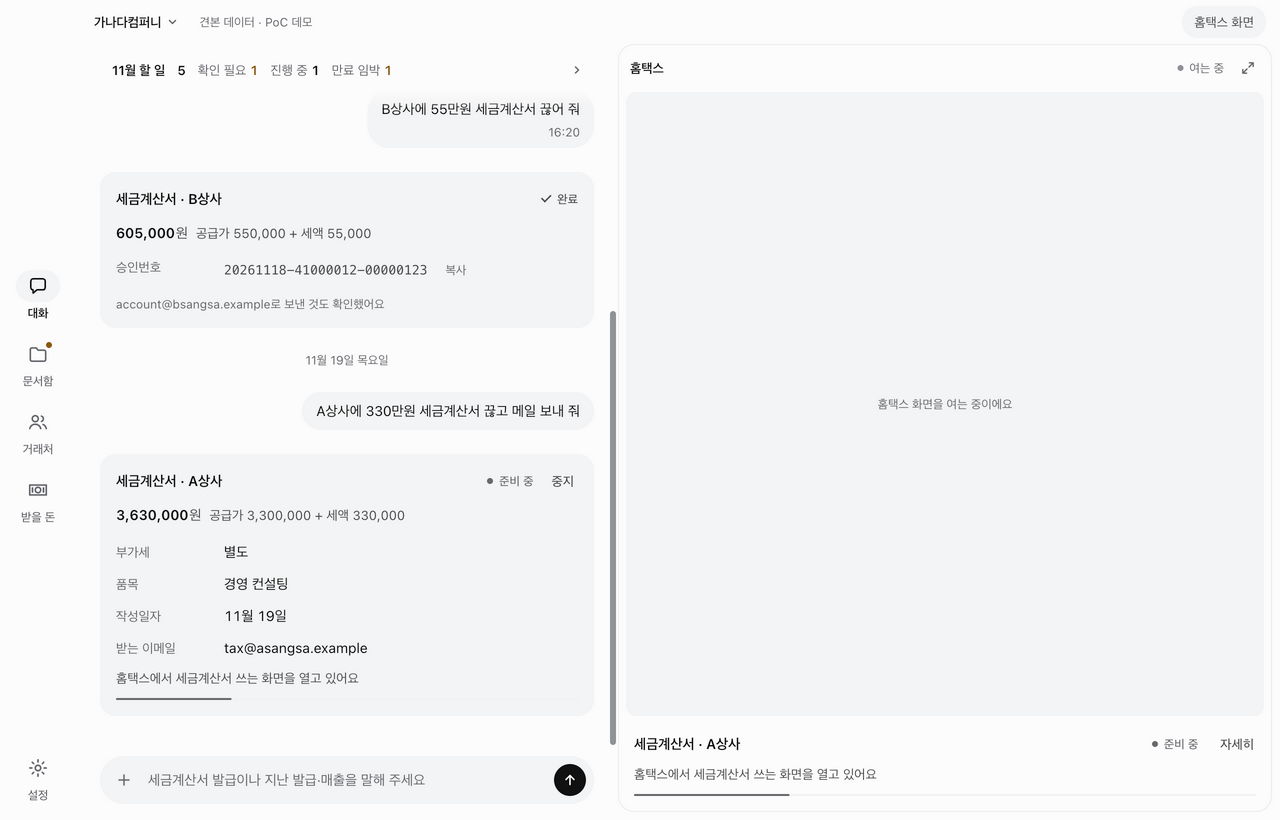 가나다컴퍼니
견본 데이터 · PoC 데모
홈택스 화면
11월 할 일 5 확인 필요 1 진행 중 1 만료 임박 1
B상사에 55만원 세금계산서 끊어 줘
16:20
세금계산서 · B상사
완료
605,000원 공급가 550,000 + 세액 55,000
승인번호 20261118-41000012-00000123 복사
account@bsangsa.example로 보낸 것도 확인했어요
11월 19일 목요일
A상사에 330만원 세금계산서 끊고 메일 보내 줘
세금계산서 · A상사
준비 중 중지
3,630,000원 공급가 3,300,000 + 세액 330,000
부가세 별도
품목 경영 컨설팅
작성일자 11월 19일
받는 이메일 tax@asangsa.example
홈택스에서 세금계산서 쓰는 화면을 열고 있어요
세금계산서 발급이나 지난 발급·매출을 말해 주세요
대화
문서함
거래처
받을 돈
설정
홈택스
여는 중
홈택스 화면을 여는 중이에요
세금계산서 · A상사
준비 중 자세히
홈택스에서 세금계산서 쓰는 화면을 열고 있어요